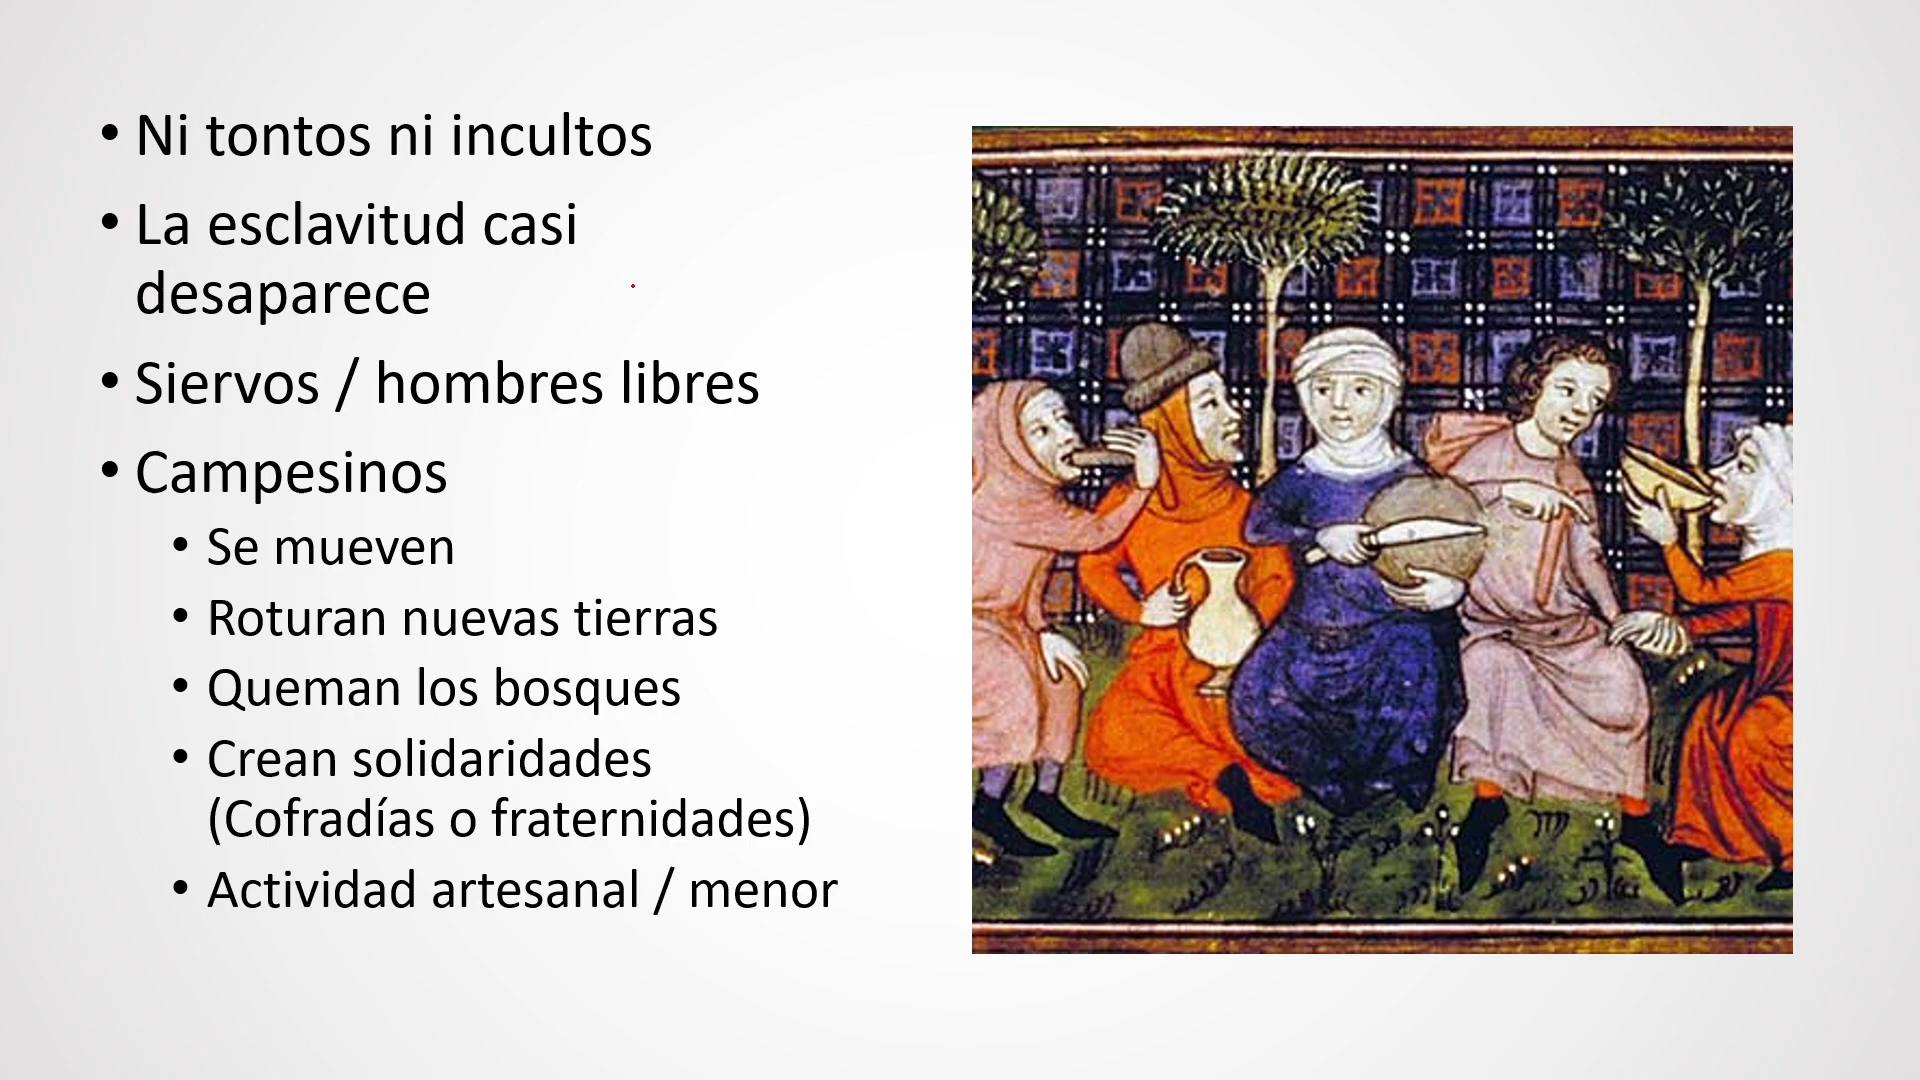 • Ni tontos ni incultos
• La esclavitud casi
desaparece
• Siervos / hombres libres
• Campesinos
• Se mueven
• Roturan nuevas tierras
• Queman los bosques
• Crean solidaridades
(Cofradías o fraternidades)
• Actividad artesanal / menor